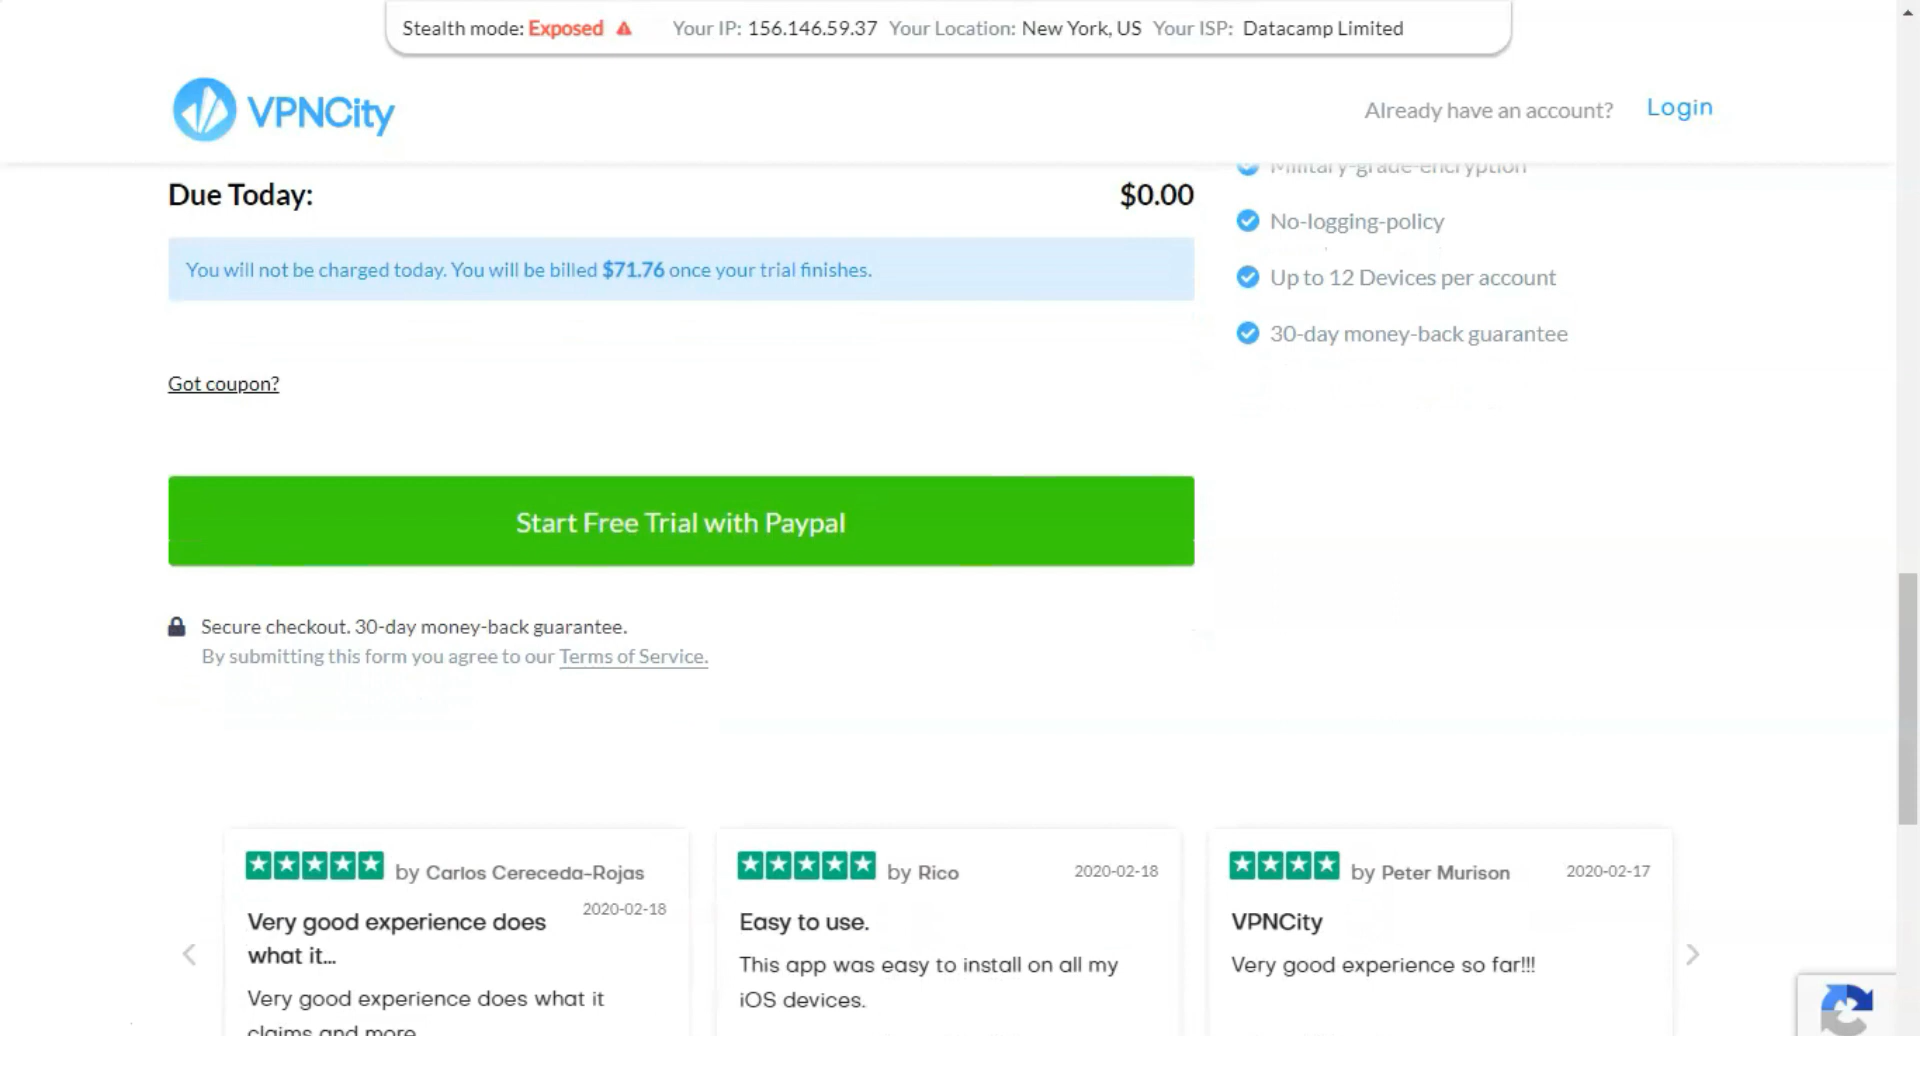 Stealth mode: Exposed Your IP: 156.146.59.37 Your Location: New York, US Your ISP: Datacamp Limited
VPNCity
Already have an account? Login
Military-grade-encryption
Due Today: $0.00
No-logging-policy
You will not be charged today. You will be billed $71.76 once your trial finishes.
Up to 12 Devices per account
30-day money-back guarantee
Got coupon?
Start Free Trial with Paypal
Secure checkout. 30-day money-back guarantee.
By submitting this form you agree to our Terms of Service.
by Carlos Cereceda-Rojas
2020-02-18
Very good experience does
what it...
Very good experience does what it
claims and more
by Rico 2020-02-18
Easy to use.
This app was easy to install on all my
iOS devices.
by Peter Murison 2020-02-17
VPNCity
Very good experience so far!!!